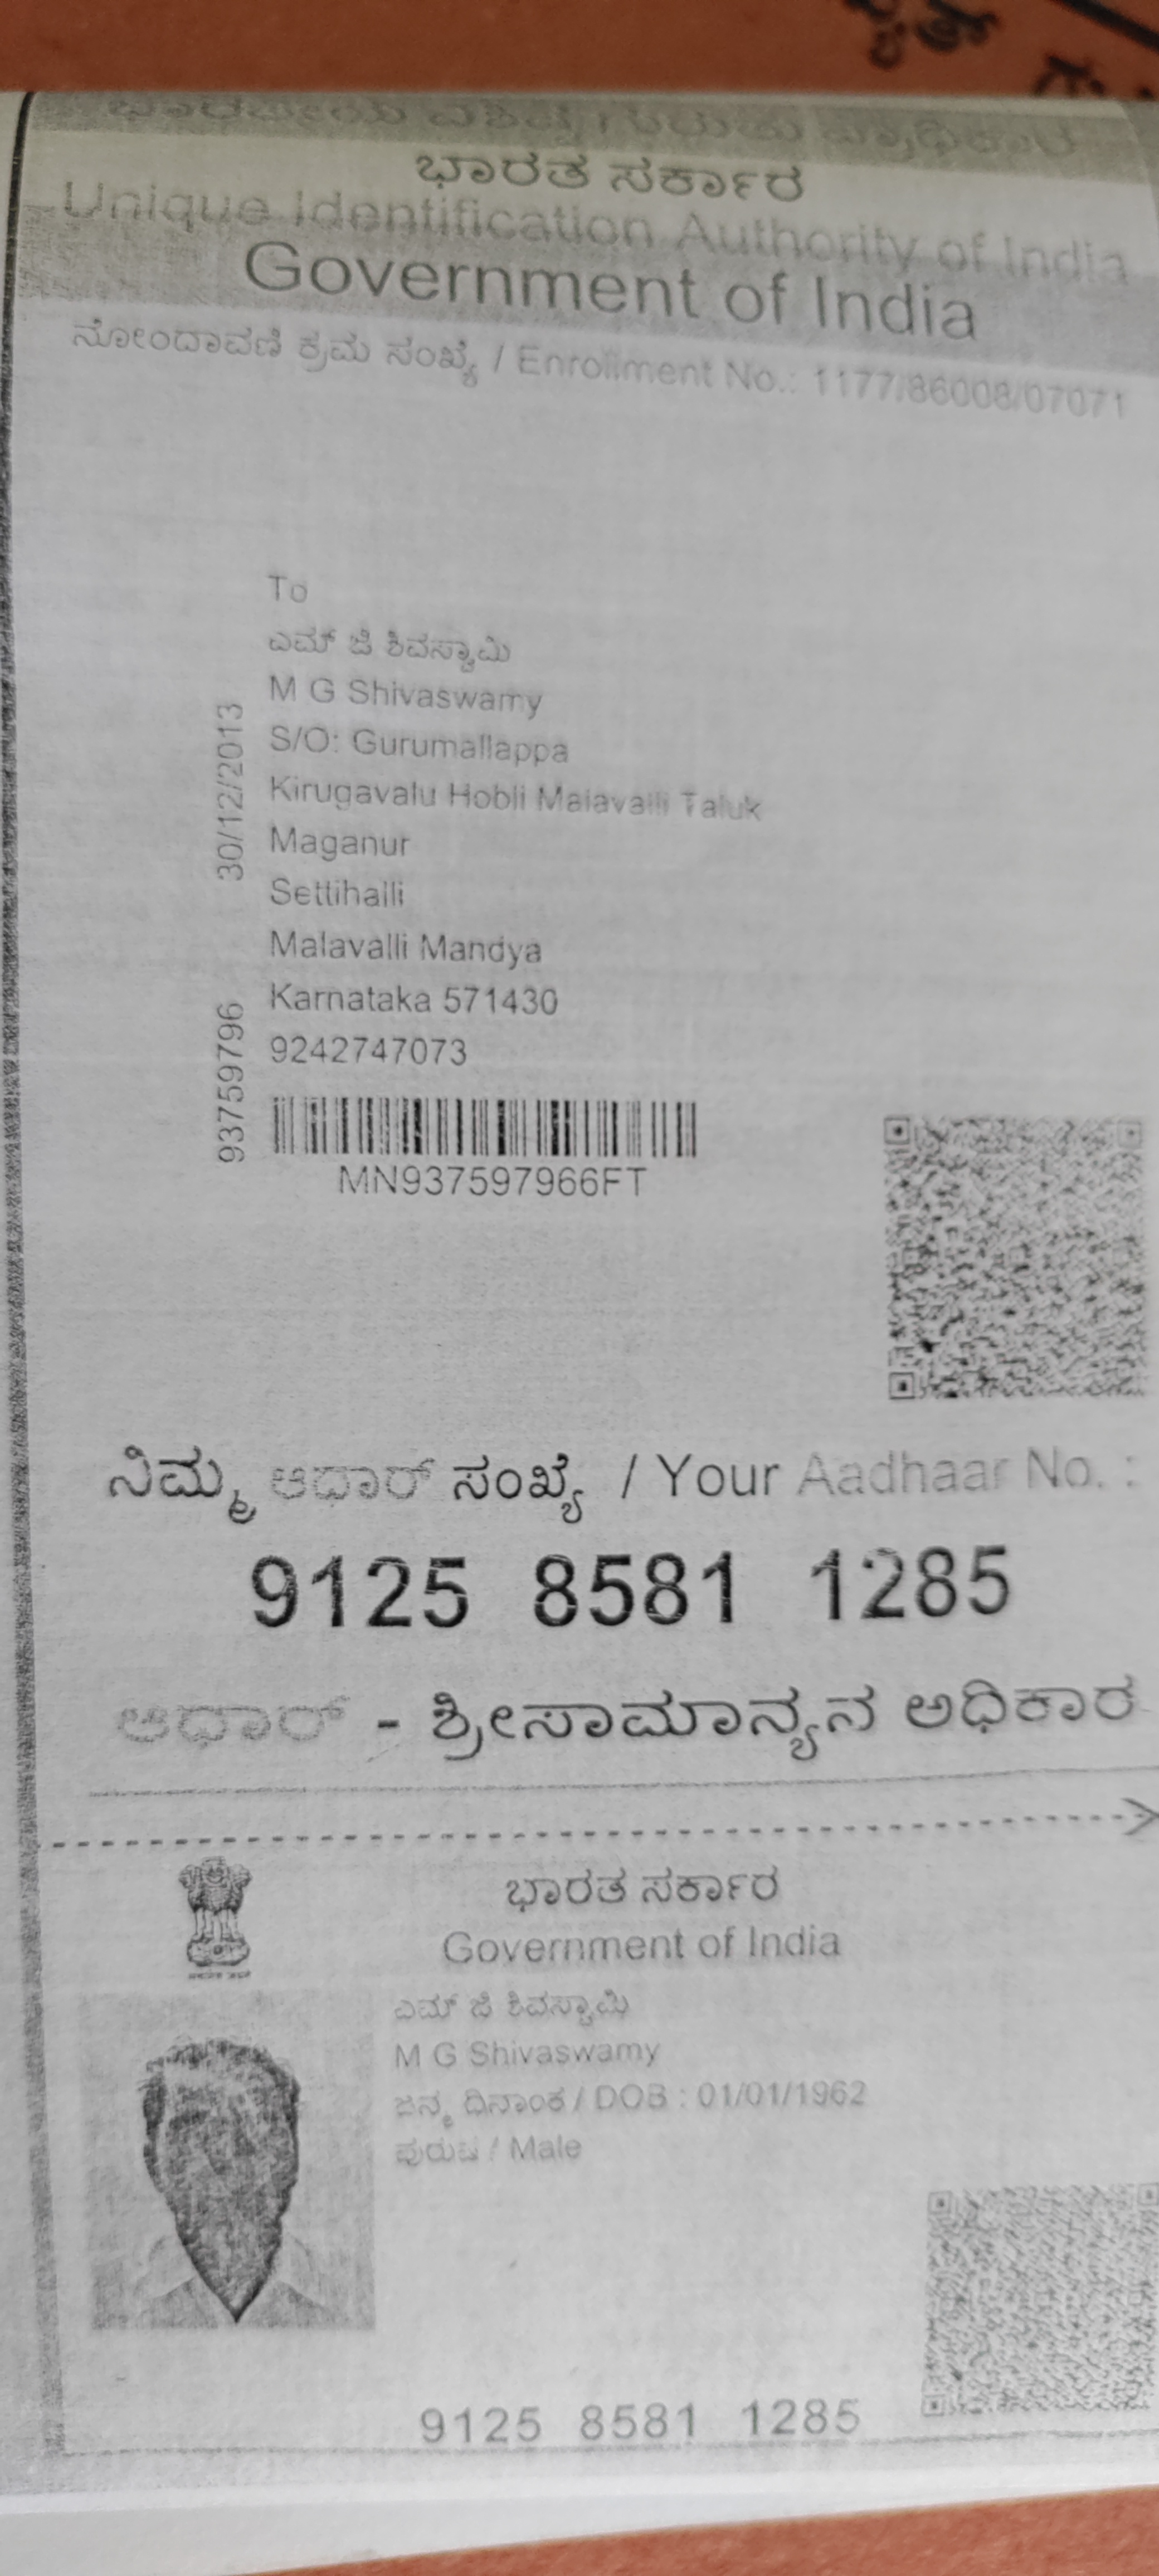 ಭಾರತ ಸರ್ಕಾರ
Unique Identification Authority of India
Government of India
ನೋಂದಾವಣಿ ಕ್ರಮ ಸಂಖ್ಯೆ / Enrollment No.: 1177/86008/07071
To
ಎಮ್ ಜಿ ಶಿವಸ್ವಾಮಿ
M G Shivaswamy
S/O: Gurumallappa
Kirugavalu Hobli Malavalli Taluk
Maganur
Settihalli
Malavalli Mandya
Karnataka 571430
9242747073
30/12/2013
93759796
MN937597966FT
ನಿಮ್ಮ ಆಧಾರ್ ಸಂಖ್ಯೆ / Your Aadhaar No. :
9125 8581 1285
ಆಧಾರ್ - ಶ್ರೀಸಾಮಾನ್ಯನ ಅಧಿಕಾರ
ಭಾರತ ಸರ್ಕಾರ
Government of India
ಎಮ್ ಜಿ ಶಿವಸ್ವಾಮಿ
M G Shivaswamy
ಜನ್ಮ ದಿನಾಂಕ / DOB : 01/01/1962
ಪುರುಷ / Male
9125 8581 1285